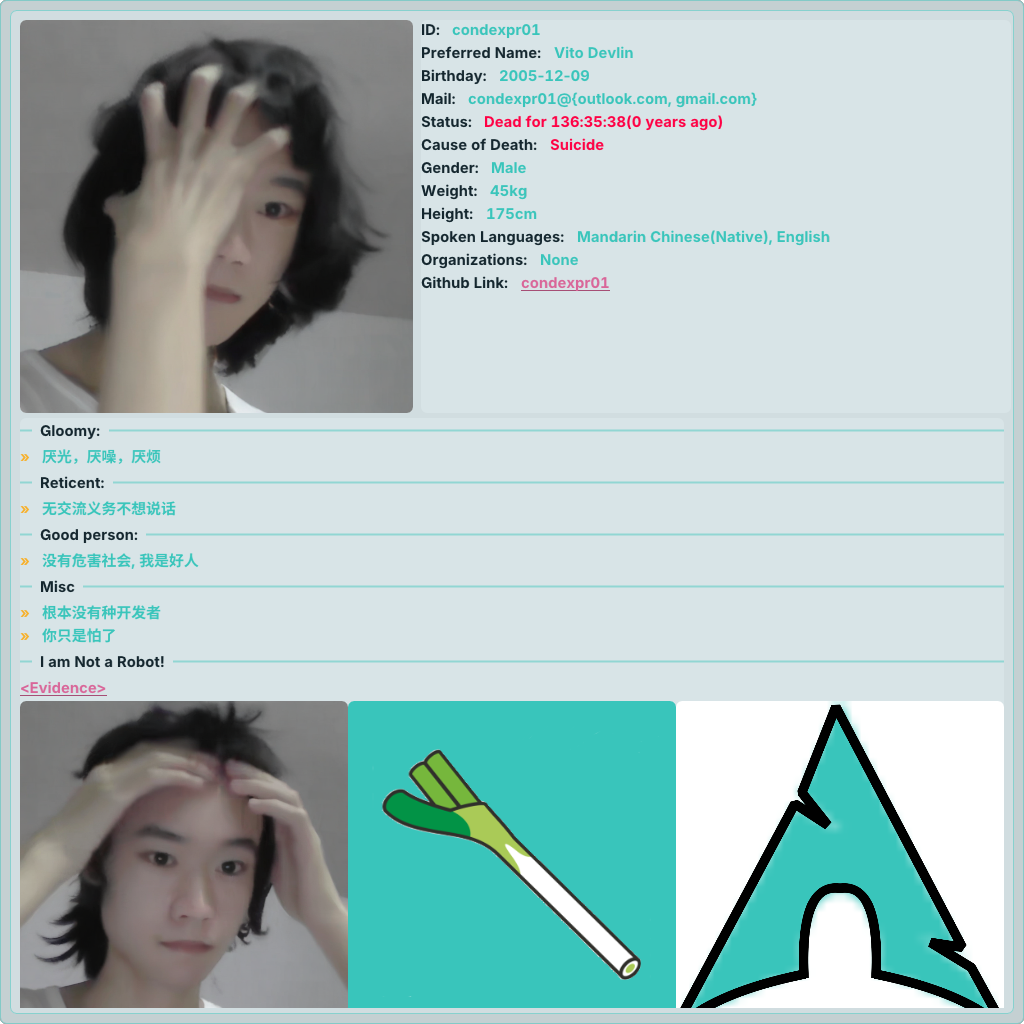 ID: condexpr01
Preferred Name: Vito Devlin
Birthday: 2005-12-09
Mail: condexpr01@{outlook.com, gmail.com}
Status: Dead for 136:35:38(0 years ago)
Cause of Death: Suicide
Gender: Male
Weight: 45kg
Height: 175cm
Spoken Languages: Mandarin Chinese(Native), English
Organizations: None
Github Link: condexpr01
Gloomy:
» 厌光，厌噪，厌烦
Reticent:
» 无交流义务不想说话
Good person:
» 没有危害社会, 我是好人
Misc
» 根本没有种开发者
» 你只是怕了
I am Not a Robot!
<Evidence>